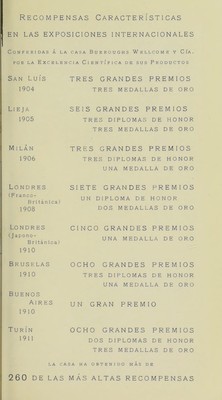 RECOMPENSAS CARACTERÍSTICAS
EN LAS EXPOSICIONES INTERNACIONALES
CONFERIDAS Á LA CASA BURROUGHS WELLCOME Y CÍA.
POR LA EXCELENCIA CIENTÍFICA DE SUS PRODUCTOS
SAN LUÍS TRES GRANDES PREMIOS
1904 TRES MEDALLAS DE ORO
LIEJA SEIS GRANDES PREMIOS
1905 TRES DIPLOMAS DE HONOR
TRES MEDALLAS DE ORO
MILÁN TRES GRANDES PREMIOS
1906 TRES DIPLOMAS DE HONOR
UNA MEDALLA DE ORO
LONDRES SIETE GRANDES PREMIOS
(Franco- UN DIPLOMA DE HONOR
Británica)
1908 DOS MEDALLAS DE ORO
LONDRES CINCO GRANDES PREMIOS
(Japono- UNA MEDALLA DE ORO
Británica)
1910
BRUSELAS OCHO GRANDES PREMIOS
1910 TRES DIPLOMAS DE HONOR
UNA MEDALLA DE ORO
BUENOS
AIRES UN GRAN PREMIO
1910
TURÍN OCHO GRANDES PREMIOS
1911 DOS DIPLOMAS DE HONOR
TRES MEDALLAS DE ORO
LA CASA HA OBTENIDO MÁS DE
260 DE LAS MÁS ALTAS RECOMPENSAS